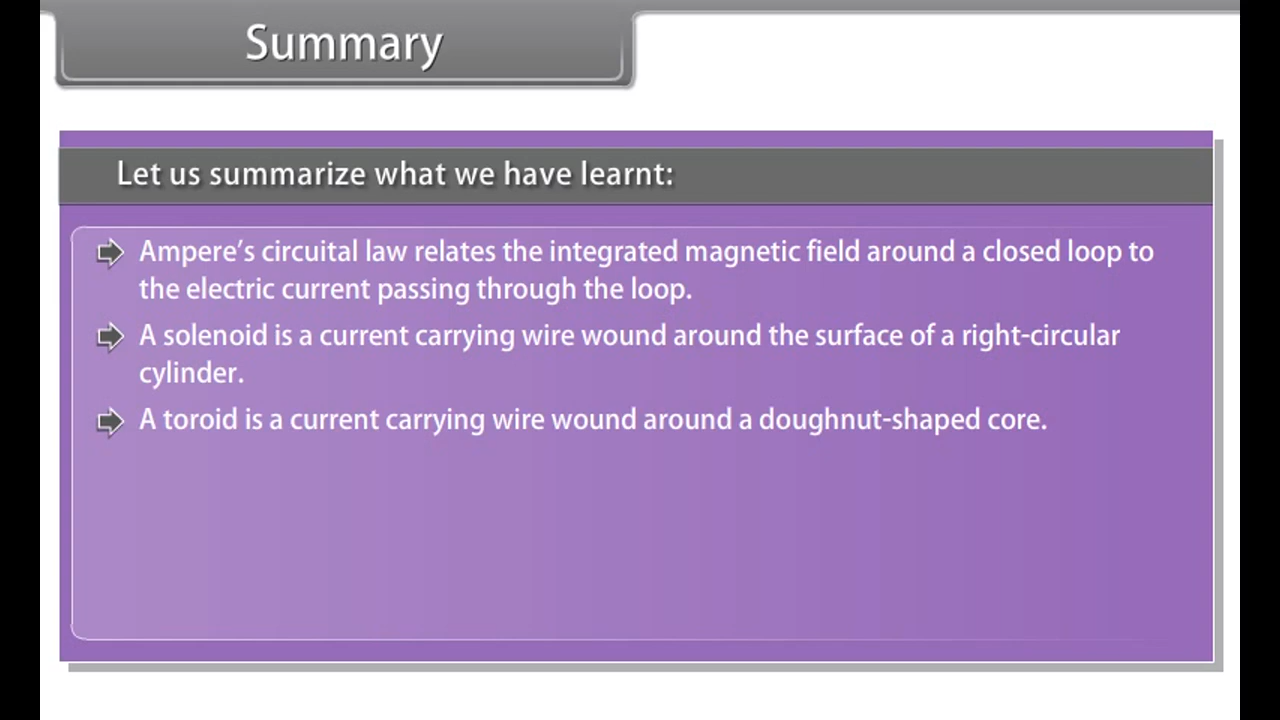 Summary
Let us summarize what we have learnt:
Ampere’s circuital law relates the integrated magnetic field around a closed loop to
the electric current passing through the loop.
A solenoid is a current carrying wire wound around the surface of a right-circular
cylinder.
A toroid is a current carrying wire wound around a doughnut-shaped core.